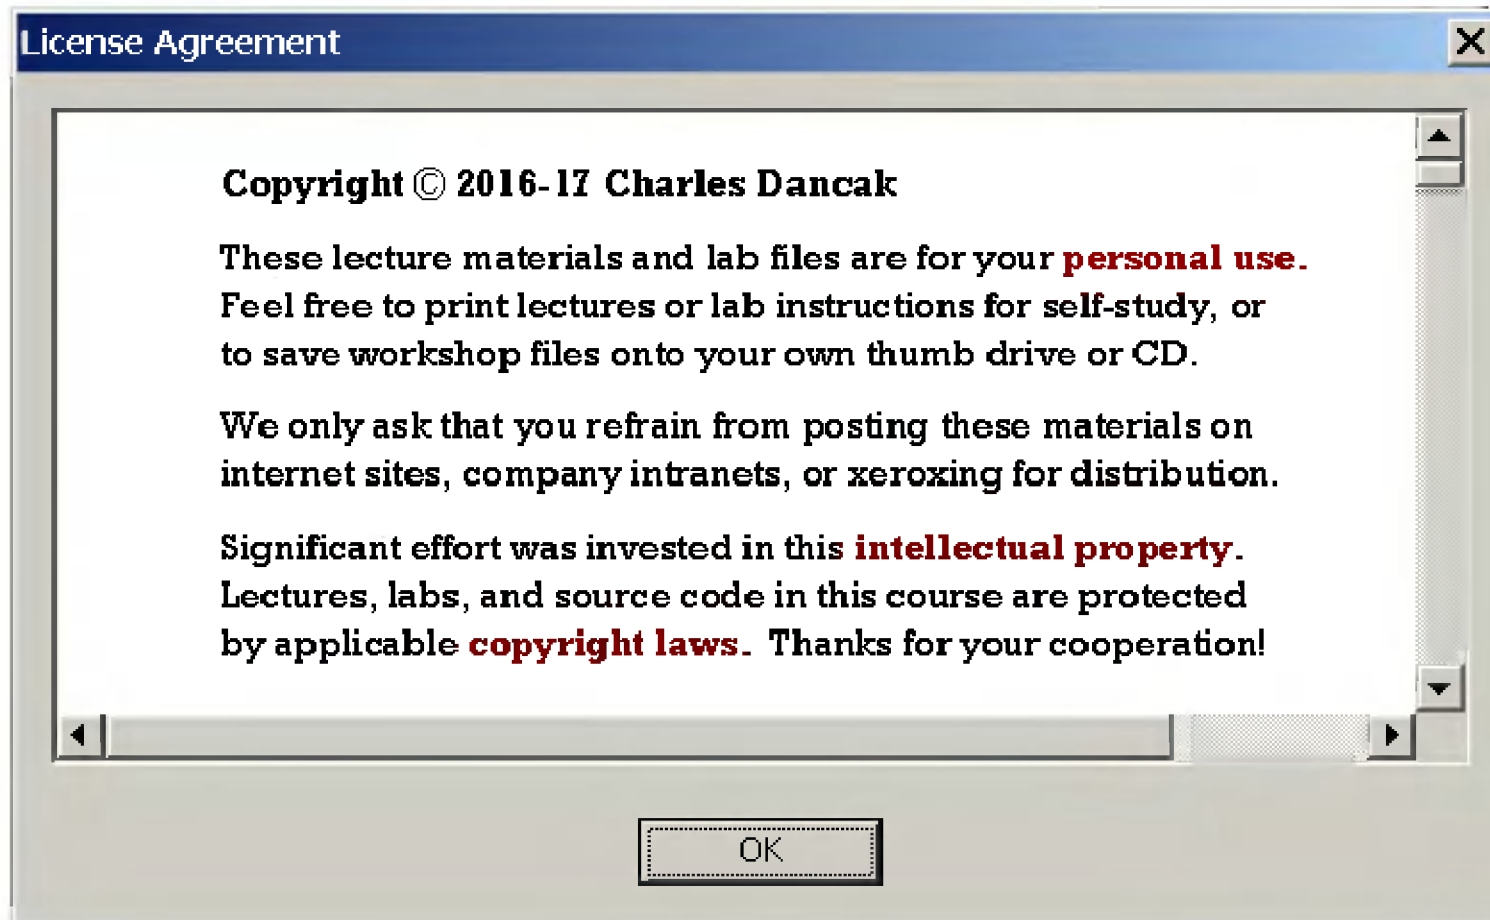 License Agreement
Copyright © 2016-17 Charles Dancak
These lecture materials and lab files are for your personal use.
Feel free to print lectures or lab instructions for self-study, or
to save workshop files onto your own thumb drive or CD.
We only ask that you refrain from posting these materials on
internet sites, company intranets, or xeroxing for distribution.
Significant effort was invested in this intellectual property.
Lectures, labs, and source code in this course are protected
by applicable copyright laws. Thanks for your cooperation!
OK